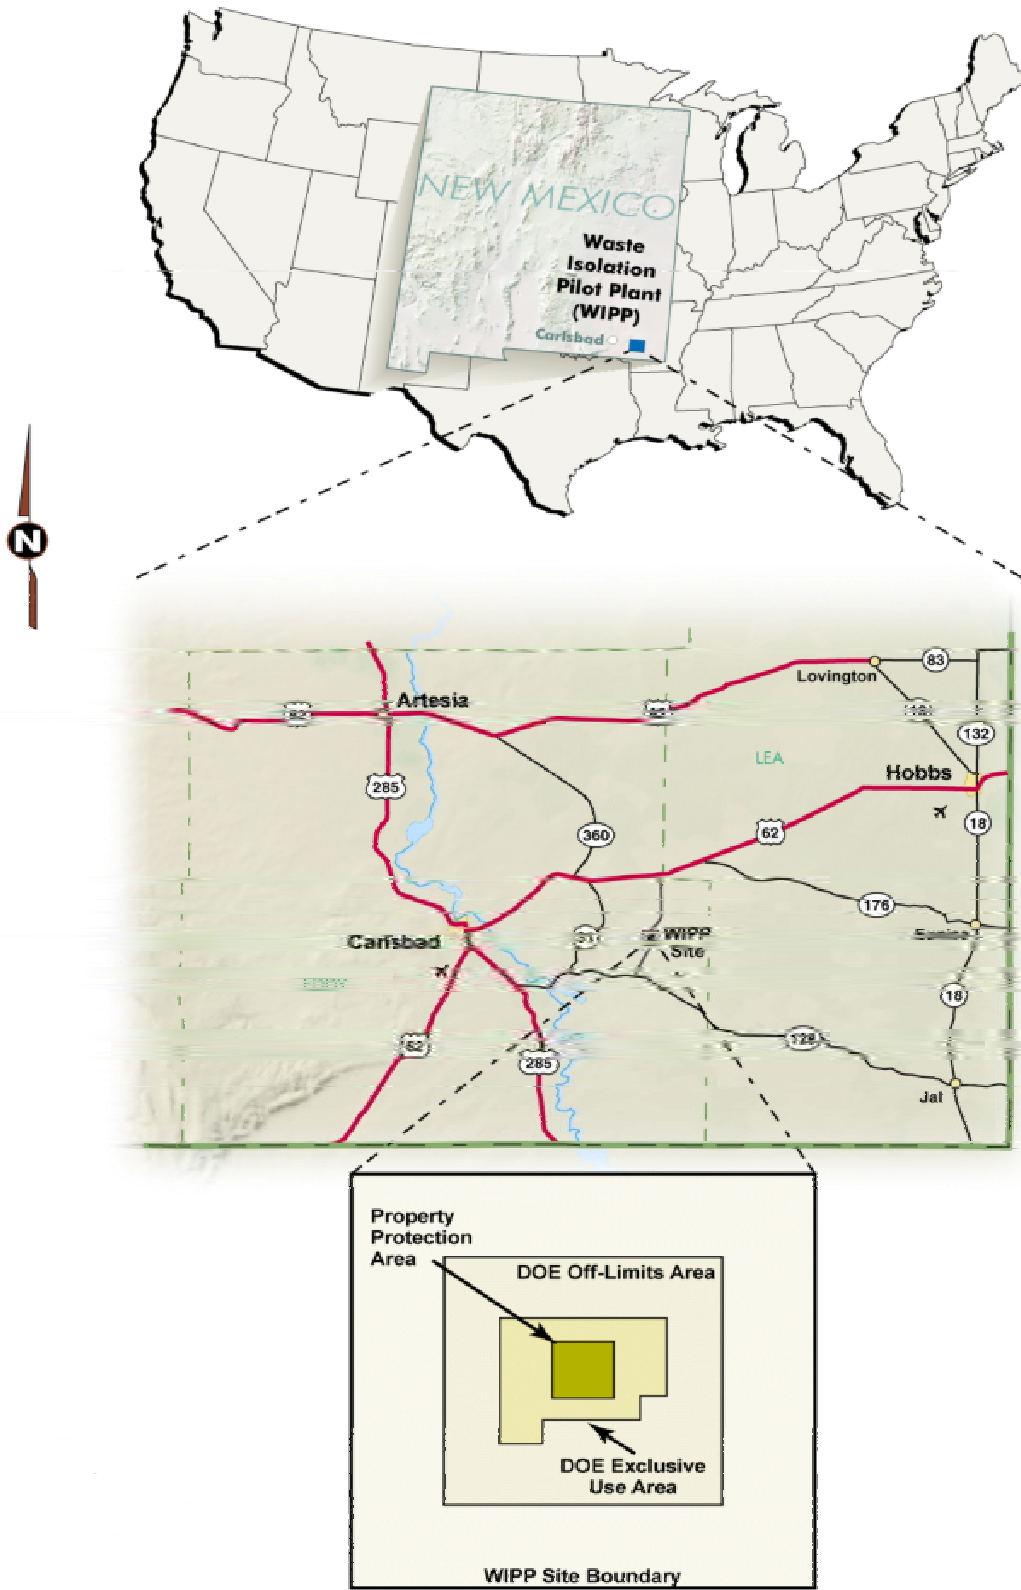 NEW MEXICO
Waste
Isolation
Pilot Plant
(WIPP)
Carlsbad
N
83
Lovington
Artesia
132
LEA
Hobbs
285
62
18
360
176
WIPP
Site
Carlsbad
18
285
Jal
Property
Protection
Area
DOE Off-Limits Area
DOE Exclusive
Use Area
WIPP Site Boundary